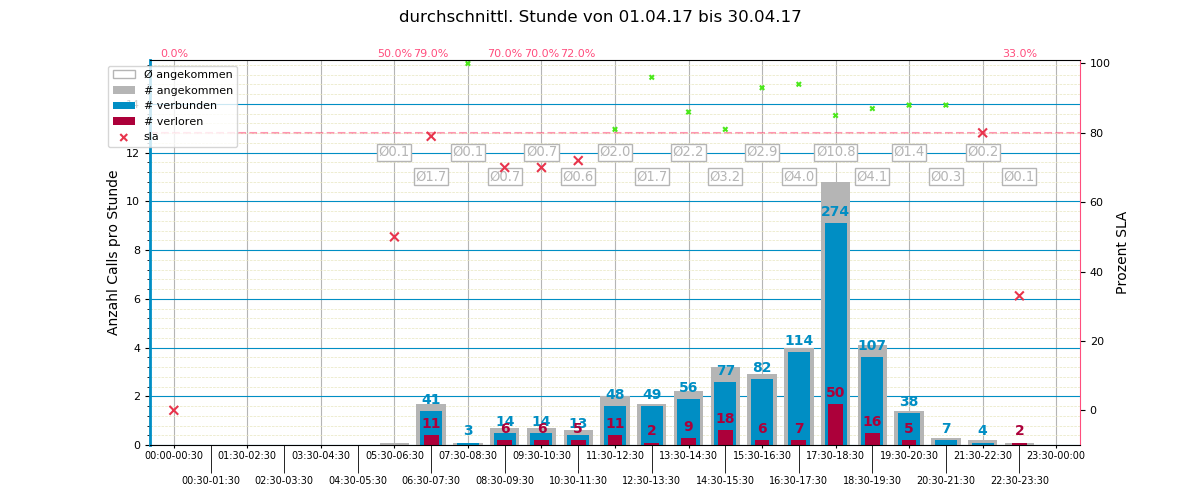 durchschnittl. Stunde von 01.04.17 bis 30.04.17
0.0% 50.0% 79.0% 70.0% 70.0% 72.0% 33.0%
Ø angekommen
# angekommen
# verbunden
# verloren
sla
Anzahl Calls pro Stunde
12
10
8
6
4
2
0
100
80
60
40
20
0
Prozent SLA
Ø0.1 Ø0.1 Ø0.7 Ø2.0 Ø2.2 Ø2.9 Ø10.8 Ø1.4 Ø0.2
Ø1.7 Ø0.7 Ø0.6 Ø1.7 Ø3.2 Ø4.0 Ø4.1 Ø0.3 Ø0.1
41 3 14 14 13 48 49 56 77 82 114 274 107 38 7 4
11 6 6 5 11 2 9 18 6 7 50 16 5 2
00:00-00:30 01:30-02:30 03:30-04:30 05:30-06:30 07:30-08:30 09:30-10:30 11:30-12:30 13:30-14:30 15:30-16:30 17:30-18:30 19:30-20:30 21:30-22:30 23:30-00:00
00:30-01:30 02:30-03:30 04:30-05:30 06:30-07:30 08:30-09:30 10:30-11:30 12:30-13:30 14:30-15:30 16:30-17:30 18:30-19:30 20:30-21:30 22:30-23:30